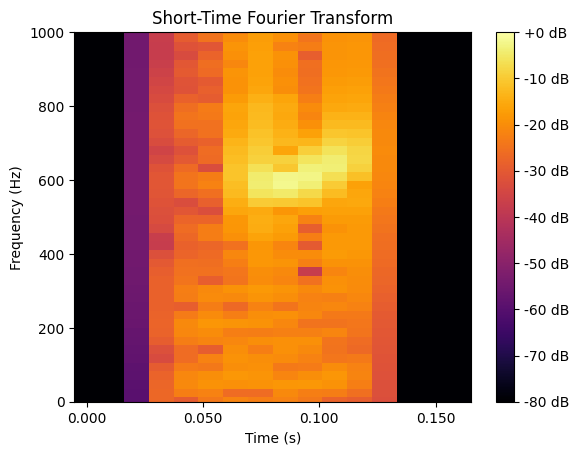 Short-Time Fourier Transform
Frequency (Hz)
1000
800
600
400
200
0
0.000
0.050
0.100
0.150
Time (s)
+0 dB
-10 dB
-20 dB
-30 dB
-40 dB
-50 dB
-60 dB
-70 dB
-80 dB